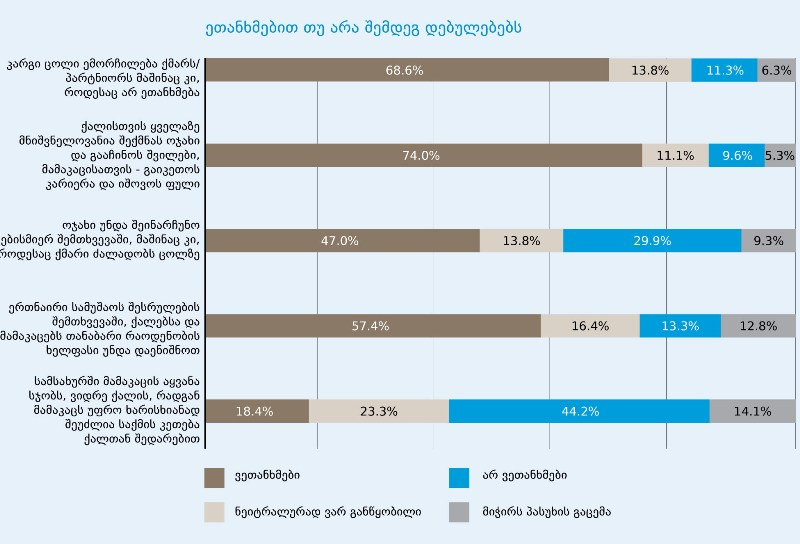 ეთანხმებით თუ არა შემდეგ დებულებებს
კარგი ცოლი ემორჩილება ქმარს/
პარტნიორს მაშინაც კი,
როდესაც არ ეთანხმება
68.6% 13.8% 11.3% 6.3%
ქალისთვის ყველაზე
მნიშვნელოვანია შექმნას ოჯახი
და გააჩინოს შვილები,
მამაკაცისათვის - გაიკეთოს
კარიერა და იშოვოს ფული
74.0% 11.1% 9.6% 5.3%
ოჯახი უნდა შეინარჩუნო
ებისმიერ შემთხვევაში, მაშინაც კი,
როდესაც ქმარი ძალადობს ცოლზე
47.0% 13.8% 29.9% 9.3%
ერთნაირი სამუშაოს შესრულების
შემთხვევაში, ქალებსა და
მამაკაცებს თანაბარი რაოდენობის
ხელფასი უნდა დაენიშნოთ
57.4% 16.4% 13.3% 12.8%
სამსახურში მამაკაცის აყვანა
სჯობს, ვიდრე ქალის, რადგან
მამაკაცს უფრო ხარისხიანად
შეუძლია საქმის კეთება
ქალთან შედარებით
18.4% 23.3% 44.2% 14.1%
ვეთანხმები
არ ვეთანხმები
ნეიტრალურად ვარ განწყობილი
მიჭირს პასუხის გაცემა